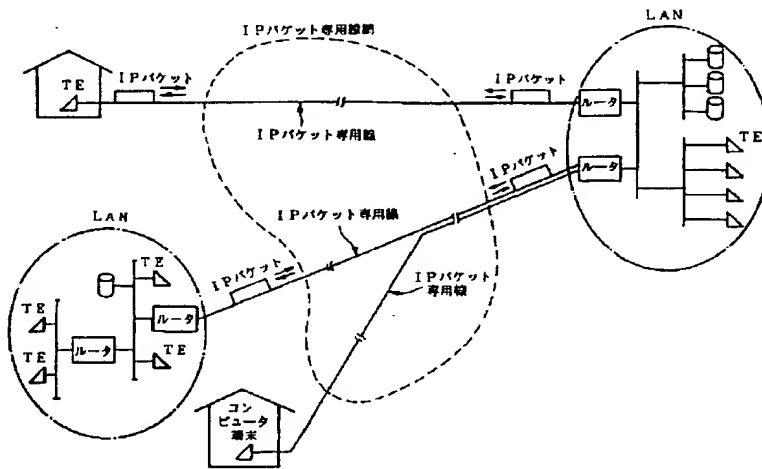 IPパケット専用線網
LAN
TE
IPパケット
IPパケット
ルータ
IPパケット専用線
TE
IPパケット
ルータ
LAN
IPパケット専用線
TE
IPパケット
IPパケット
専用線
TE
ルータ
TE
ルータ
TE
コン
ピュータ
端末